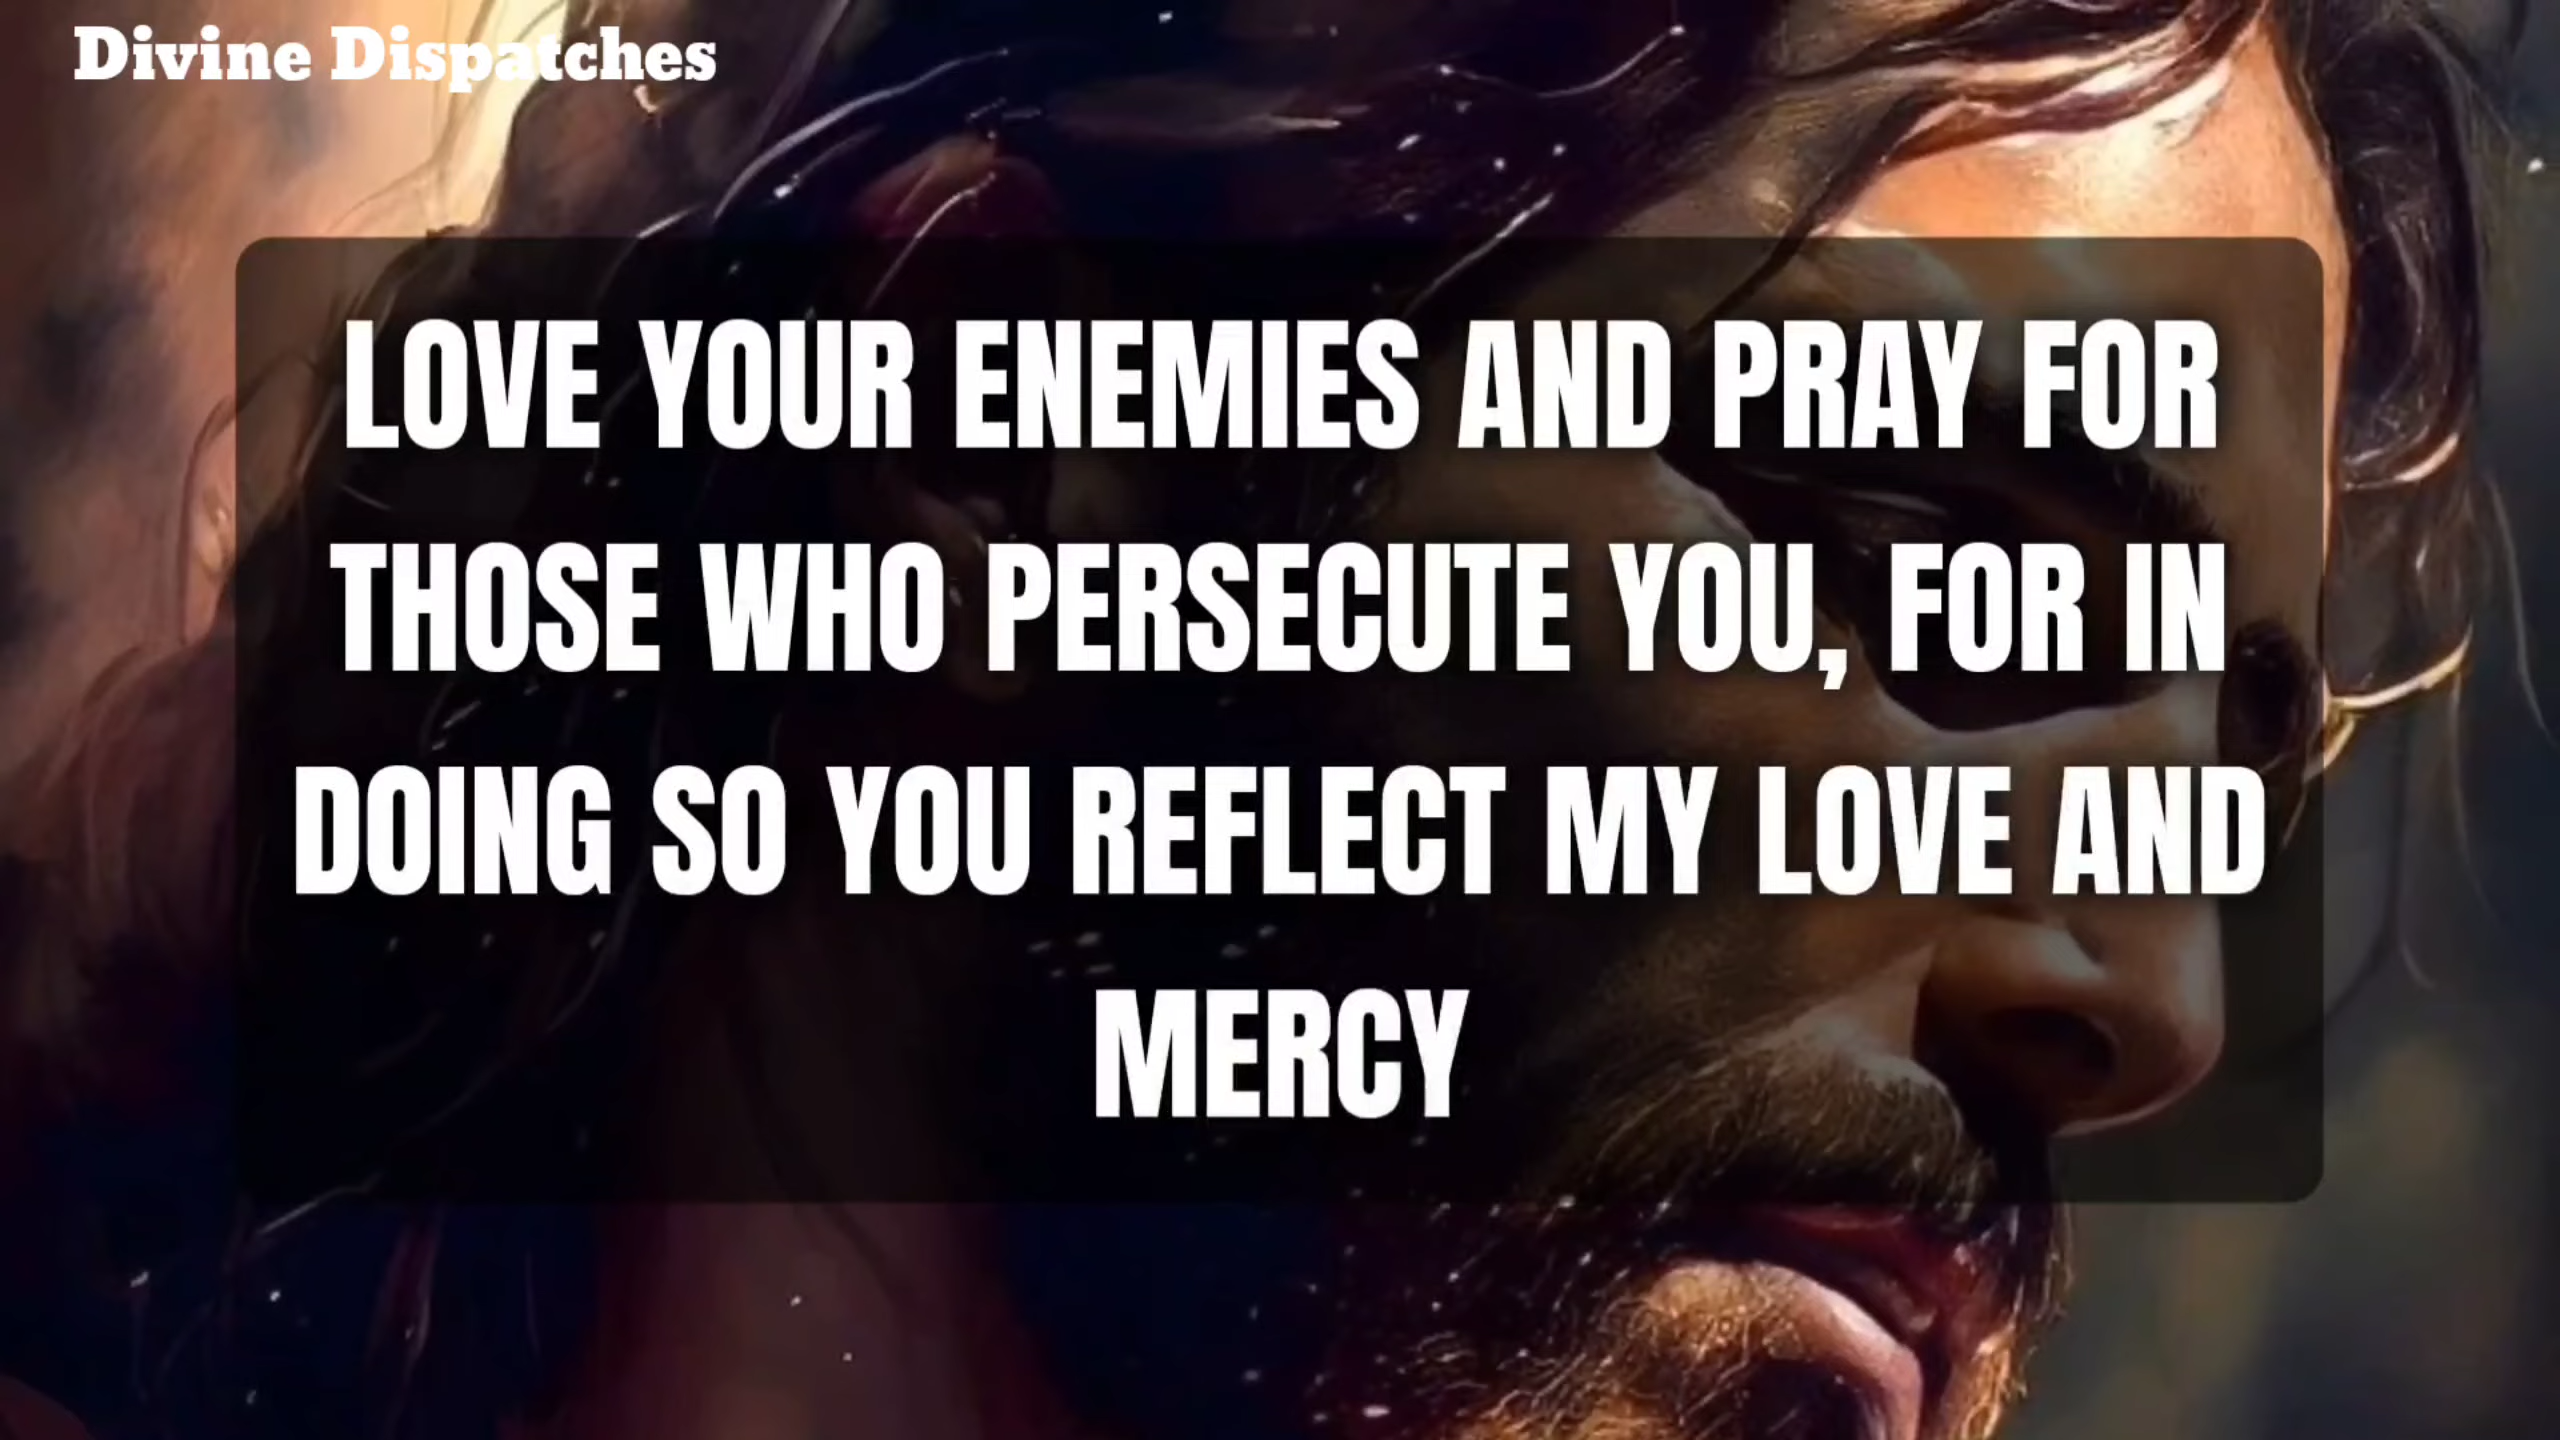 Divine Dispatches
LOVE YOUR ENEMIES AND PRAY FOR
THOSE WHO PERSECUTE YOU, FOR IN
DOING SO YOU REFLECT MY LOVE AND
MERCY